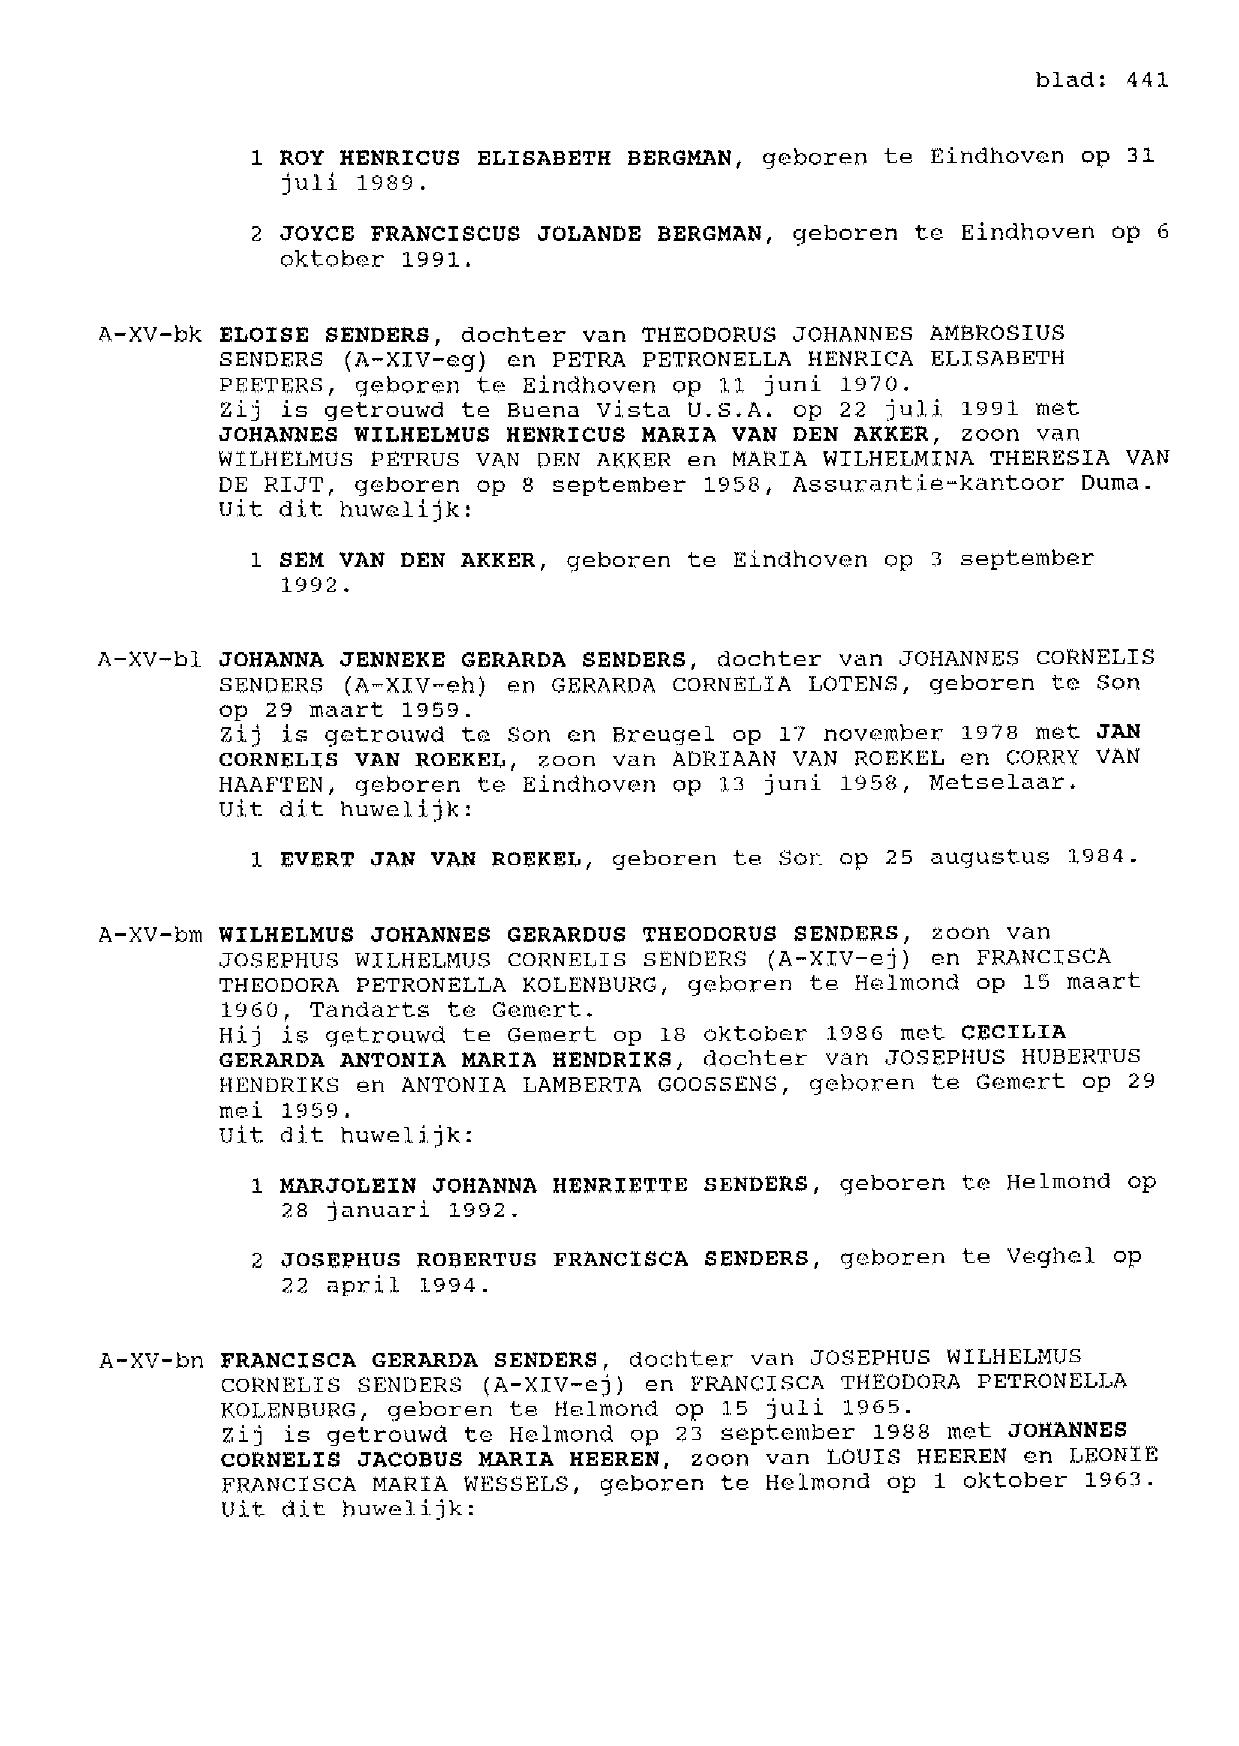 blad: 441
1 ROY HENRICUS ELISABETH BERGMAN, geboren te Eindhoven op 31
juli 1989.
2 JOYCE FRANCISCUS JOLANDE BERGMAN, geboren te Eindhoven op 6
oktober 1991.
A-XV-bk ELOISE SENDERS, dochter van THEODORUS JOHANNES AMBROSIUS
SENDERS (A-XIV-eg) en PETRA PETRONELLA HENRICA ELISABETH
PEETERS, geboren te Eindhoven op 11 juni 1970.
Zij is getrouwd te Buena Vista U.S.A. op 22 juli 1991 met
JOHANNES WILHELMUS HENRICUS MARIA VAN DEN AKKER, zoon van
WILHELMUS PETRUS VAN DEN AKKER en MARIA WILHELMINA THERESIA VAN
DE RIJT, geboren op 8 september 1958, Assurantie-kantoor Duma.
Uit dit huwelijk:
1 SEM VAN DEN AKKER, geboren te Eindhoven op 3 september
1992.
A-XV-bl JOHANNA JENNEKE GERARDA SENDERS, dochter van JOHANNES CORNELIS
SENDERS (A-XIV-eh) en GERARDA CORNELIA LOTENS, geboren te Son
op 29 maart 1959.
Zij is getrouwd te Son en Breugel op 17 november 1978 met JAN
CORNELIS VAN ROEKEL, zoon van ADRIAAN VAN ROEKEL en CORRY VAN
HAAFTEN, geboren te Eindhoven op 13 juni 1958, Metselaar.
Uit dit huwelijk:
1 EVERT JAN VAN ROEKEL, geboren te Son op 25 augustus 1984.
A-XV-bm WILHELMUS JOHANNES GERARDUS THEODORUS SENDERS, zoon van
JOSEPHUS WILHELMUS CORNELIS SENDERS (A-XIV-ej) en FRANCISCA
THEODORA PETRONELLA KOLENBURG, geboren te Helmond op 15 maart
1960, Tandarts te Gemert.
Hij is getrouwd te Gemert op 18 oktober 1986 met CECILIA
GERARDA ANTONIA MARIA HENDRIKS, dochter van JOSEPHUS HUBERTUS
HENDRIKS en ANTONIA LAMBERTA GOOSSENS, geboren te Gemert op 29
mei 1959.
Uit dit huwelijk:
1 MARJOLEIN JOHANNA HENRIETTE SENDERS, geboren te Helmond op
28 januari 1992.
2 JOSEPHUS ROBERTUS FRANCISCA SENDERS, geboren te Veghel op
22 april 1994.
A-XV-bn FRANCISCA GERARDA SENDERS, dochter van JOSEPHUS WILHELMUS
CORNELIS SENDERS (A-XIV-ej) en FRANCISCA THEODORA PETRONELLA
KOLENBURG, geboren te Helmond op 15 juli 1965.
Zij is getrouwd te Helmond op 23 september 1988 met JOHANNES
CORNELIS JACOBUS MARIA HEEREN, zoon van LOUIS HEEREN en LEONIE
FRANCISCA MARIA WESSELS, geboren te Helmond op 1 oktober 1963.
Uit dit huwelijk: